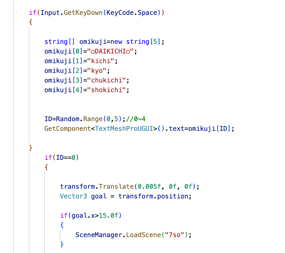 if(Input.GetKeyDown(KeyCode.Space))
{
string[] omikuji=new string[5];
omikuji[0]="○DAIKICHI○";
omikuji[1]="kichi";
omikuji[2]="kyo";
omikuji[3]="chukichi";
omikuji[4]="shokichi";
ID=Random.Range(0,5);//0~4
GetComponent<TextMeshProUGUI>().text=omikuji[ID];
}
if(ID==0)
{
transform.Translate(0.005f, 0f, 0f);
Vector3 goal = transform.position;
if(goal.x>15.0f)
{
SceneManager.LoadScene("7so");
}